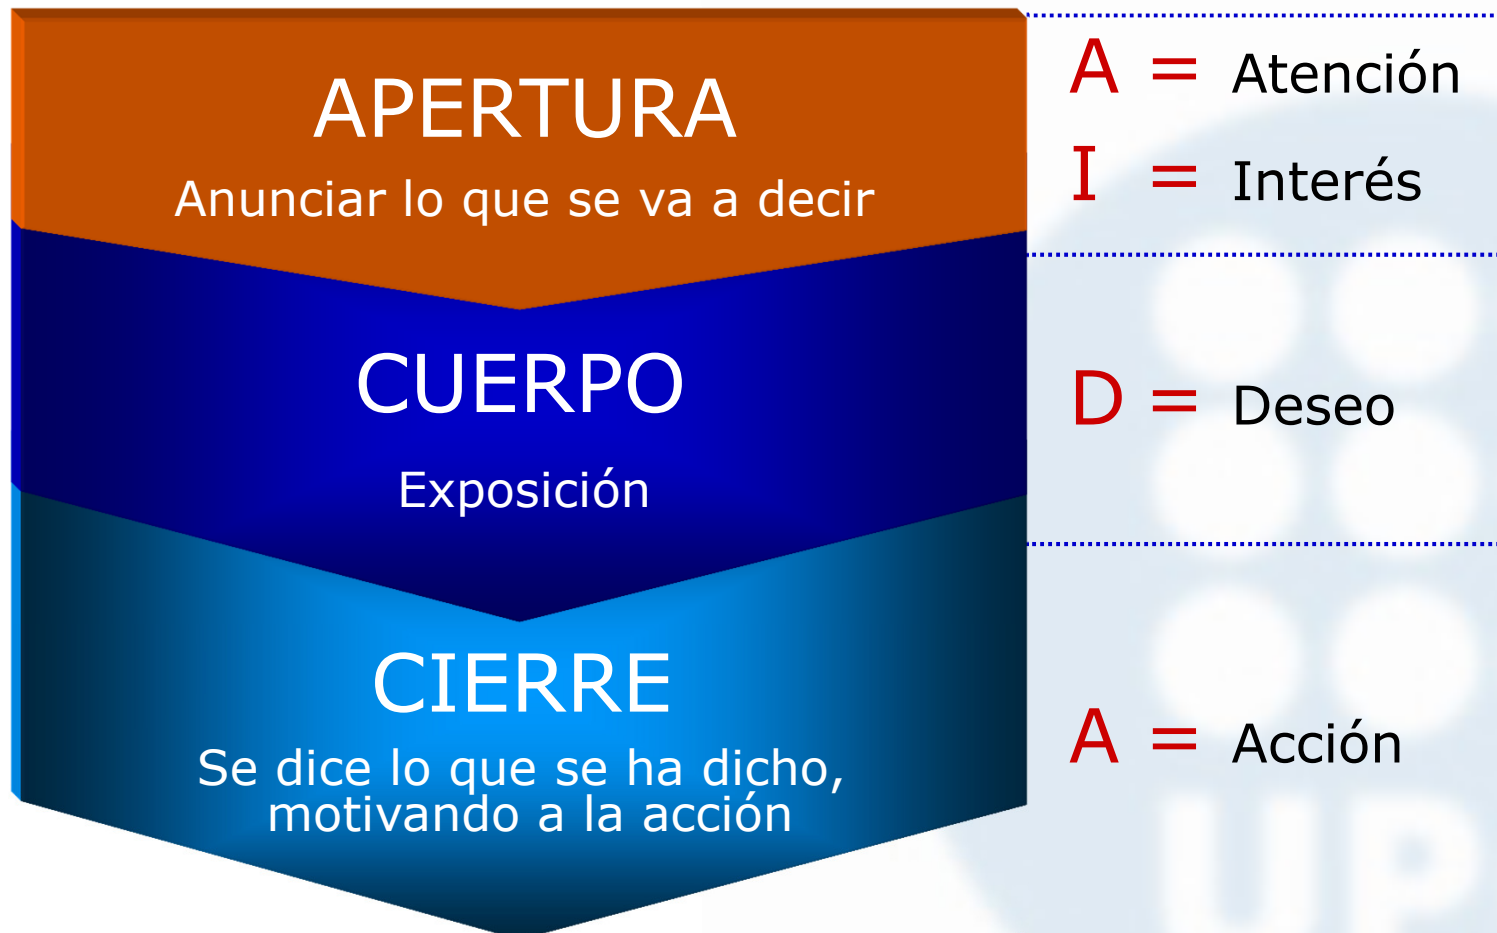 APERTURA
Anunciar lo que se va a decir
A = Atención
I = Interés
CUERPO
Exposición
D = Deseo
CIERRE
Se dice lo que se ha dicho,
motivando a la acción
A = Acción
UP